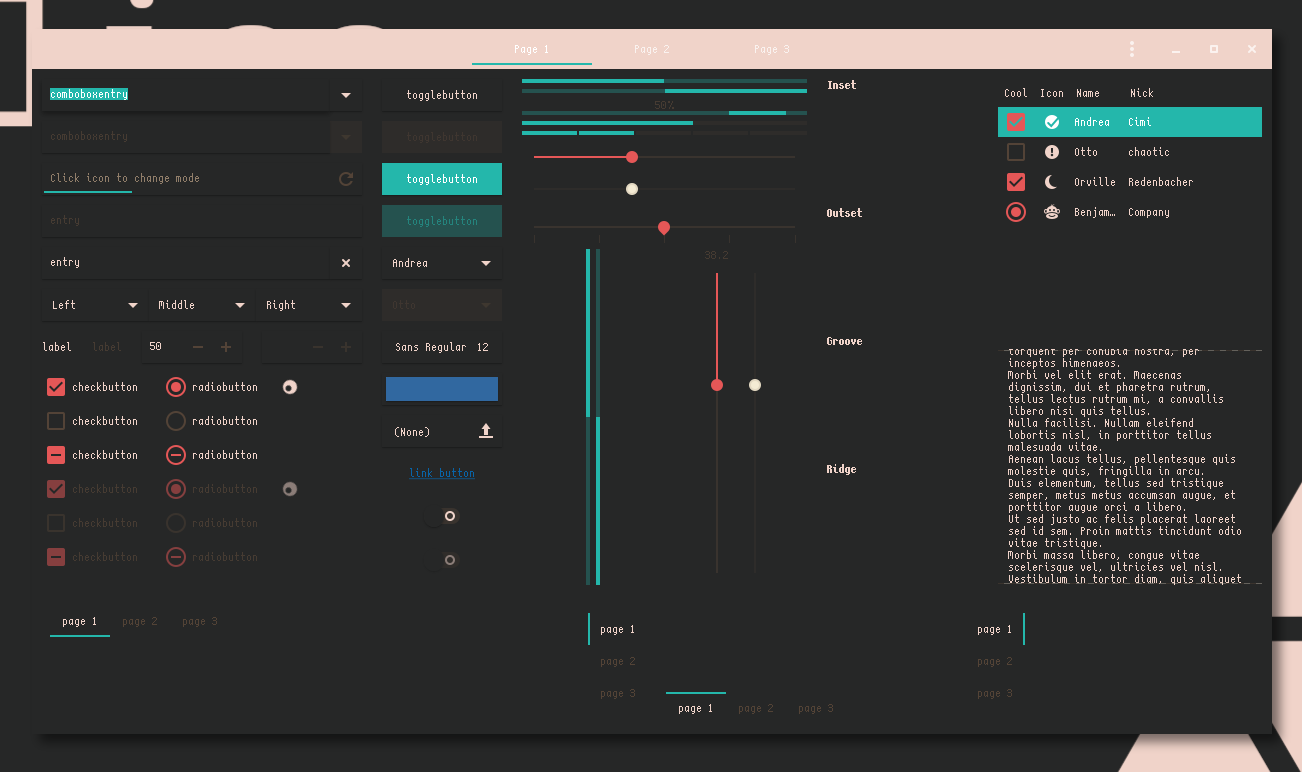 Page 1
Page 2
Page 3
comboboxentry
comboboxentry
Click icon to change mode
entry
entry
Left
Middle
Right
label
label
50
checkbutton
radiobutton
checkbutton
radiobutton
checkbutton
radiobutton
checkbutton
radiobutton
checkbutton
radiobutton
checkbutton
radiobutton
togglebutton
togglebutton
togglebutton
togglebutton
Andrea
Otto
Sans Regular 12
(None)
link button
50%
38.2
Inset
Outset
Groove
Ridge
Cool Icon Name Nick
Andrea Cimi
Otto chaotic
Orville Redenbacher
Benjam… Company
torquent per conubia nostra, per
inceptos himenaeos.
Morbi vel elit erat. Maecenas
dignissim, dui et pharetra rutrum,
tellus lectus rutrum mi, a convallis
libero nisi quis tellus.
Nulla facilisi. Nullam eleifend
lobortis nisl, in porttitor tellus
malesuada vitae.
Aenean lacus tellus, pellentesque quis
molestie quis, fringilla in arcu.
Duis elementum, tellus sed tristique
semper, metus metus accumsan augue, et
porttitor augue orci a libero.
Ut sed justo ac felis placerat laoreet
sed id sem. Proin mattis tincidunt odio
vitae tristique.
Morbi massa libero, congue vitae
scelerisque vel, ultricies vel nisl.
Vestibulum in tortor diam, quis aliquet
page 1
page 2
page 3
page 1
page 2
page 3
page 1
page 2
page 3
page 1
page 2
page 3